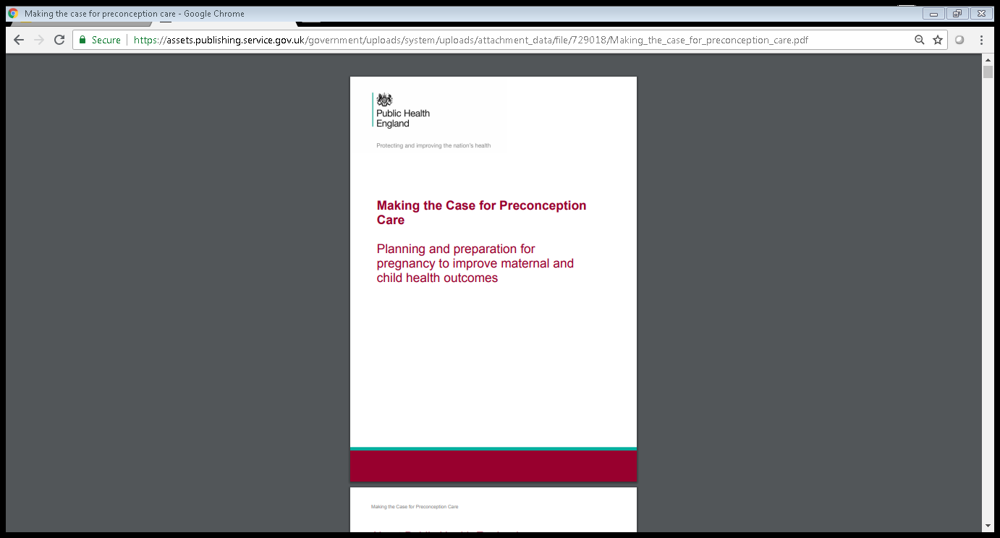 Making the case for preconception care - Google Chrome
Secure https://assets.publishing.service.gov.uk/government/uploads/system/uploads/attachment_data/file/729018/Making_the_case_for_preconception_care.pdf
Public Health
England
Protecting and improving the nation's health
Making the Case for Preconception
Care
Planning and preparation for
pregnancy to improve maternal and
child health outcomes
Making the Case for Preconception Care